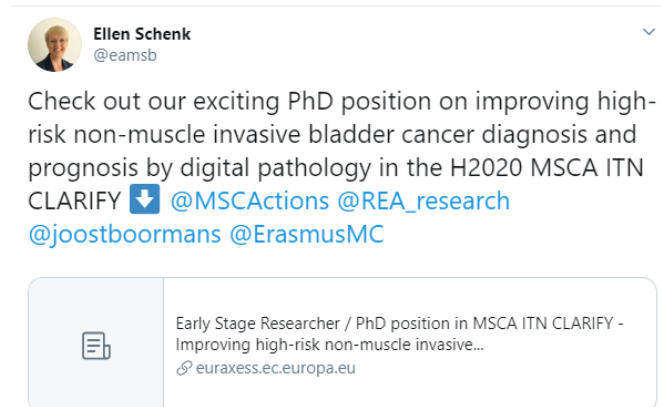 Ellen Schenk
@eamsb
Check out our exciting PhD position on improving high-
risk non-muscle invasive bladder cancer diagnosis and
prognosis by digital pathology in the H2020 MSCA ITN
CLARIFY ⬇ @MSCActions @REA_research
@joostboormans @ErasmusMC
Early Stage Researcher / PhD position in MSCA ITN CLARIFY -
Improving high-risk non-muscle invasive...
euraxess.ec.europa.eu